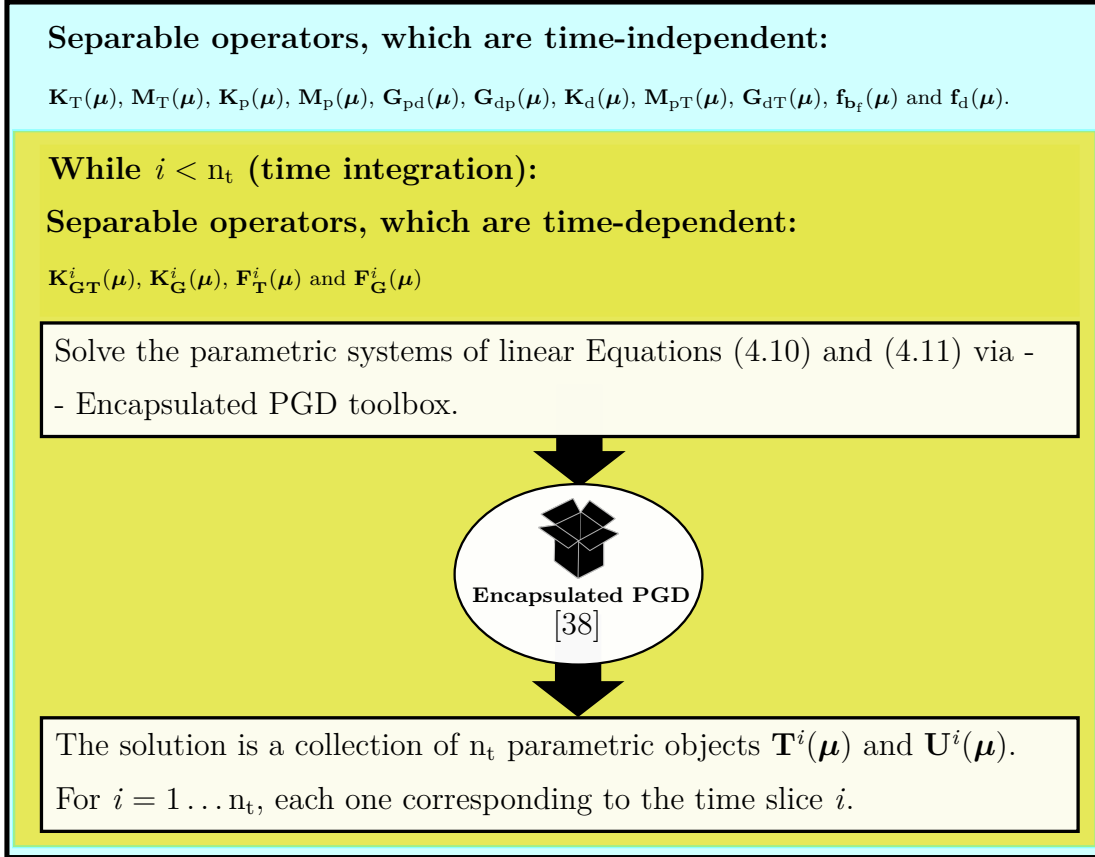 Separable operators, which are time-independent:
K_T(μ), M_T(μ), K_p(μ), M_p(μ), G_pd(μ), G_dp(μ), K_d(μ), M_pT(μ), G_dT(μ), f_b_f(μ) and f_d(μ).
While i < n_t (time integration):
Separable operators, which are time-dependent:
K^i_GT(μ), K^i_G(μ), F^i_T(μ) and F^i_G(μ)
Solve the parametric systems of linear Equations (4.10) and (4.11) via -
- Encapsulated PGD toolbox.
Encapsulated PGD
[38]
The solution is a collection of n_t parametric objects T^i(μ) and U^i(μ).
For i = 1 … n_t, each one corresponding to the time slice i.